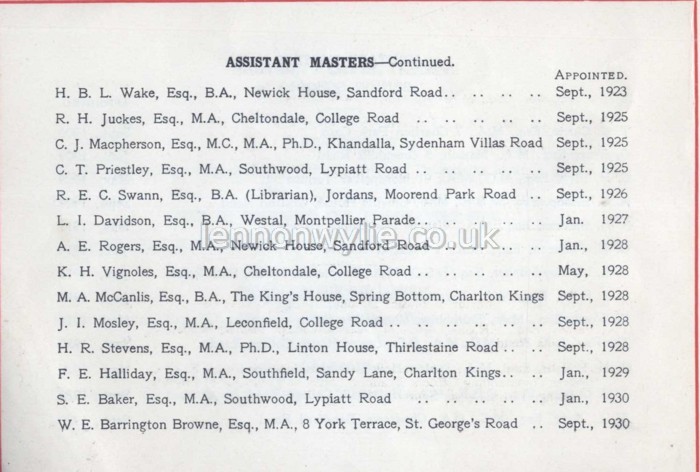 ASSISTANT MASTERS—Continued.
APPOINTED.
H. B. L. Wake, Esq., B.A., Newick House, Sandford Road.. .. .. .. Sept., 1923
R. H. Juckes, Esq., M.A., Cheltondale, College Road .. .. .. .. Sept., 1925
C. J. Macpherson, Esq., M.C., M.A., Ph.D., Khandalla, Sydenham Villas Road Sept., 1925
C. T. Priestley, Esq., M.A., Southwood, Lypiatt Road .. .. .. .. Sept., 1925
R. E. C. Swann, Esq., B.A. (Librarian), Jordans, Moorend Park Road .. Sept., 1926
L. I. Davidson, Esq., B.A., Westal, Montpellier Parade.. .. .. .. Jan. 1927
lennonwylie.co.uk
A. E. Rogers, Esq., M.A., Newick House, Sandford Road .. .. .. .. Jan., 1928
K. H. Vignoles, Esq., M.A., Cheltondale, College Road .. .. .. .. May, 1928
M. A. McCanlis, Esq., B.A., The King's House, Spring Bottom, Charlton Kings Sept., 1928
J. I. Mosley, Esq., M.A., Leconfield, College Road .. .. .. .. .. Sept., 1928
H. R. Stevens, Esq., M.A., Ph.D., Linton House, Thirlestaine Road .. .. Sept., 1928
F. E. Halliday, Esq., M.A., Southfield, Sandy Lane, Charlton Kings.. .. Jan., 1929
S. E. Baker, Esq., M.A., Southwood, Lypiatt Road .. .. .. .. .. Jan., 1930
W. E. Barrington Browne, Esq., M.A., 8 York Terrace, St. George's Road .. Sept., 1930